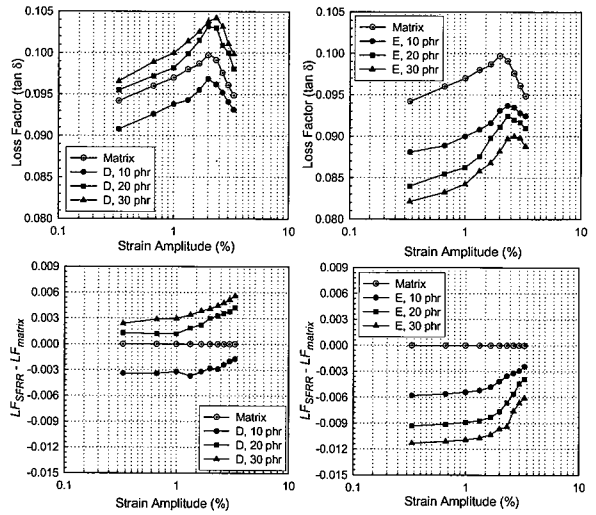 Loss Factor (tan δ)
0.105
0.100
0.095
0.090
0.085
0.080
Matrix
D, 10 phr
D, 20 phr
D, 30 phr
0.1
1
10
Strain Amplitude (%)
Loss Factor (tan δ)
0.105
0.100
0.095
0.090
0.085
0.080
Matrix
E, 10 phr
E, 20 phr
E, 30 phr
0.1
1
10
Strain Amplitude (%)
LF_SFRR - LF_matrix
0.009
0.006
0.003
0.000
-0.003
-0.006
-0.009
-0.012
-0.015
Matrix
D, 10 phr
D, 20 phr
D, 30 phr
0.1
1
10
Strain Amplitude (%)
LF_SFRR - LF_matrix
0.009
0.006
0.003
0.000
-0.003
-0.006
-0.009
-0.012
-0.015
Matrix
E, 10 phr
E, 20 phr
E, 30 phr
0.1
1
10
Strain Amplitude (%)